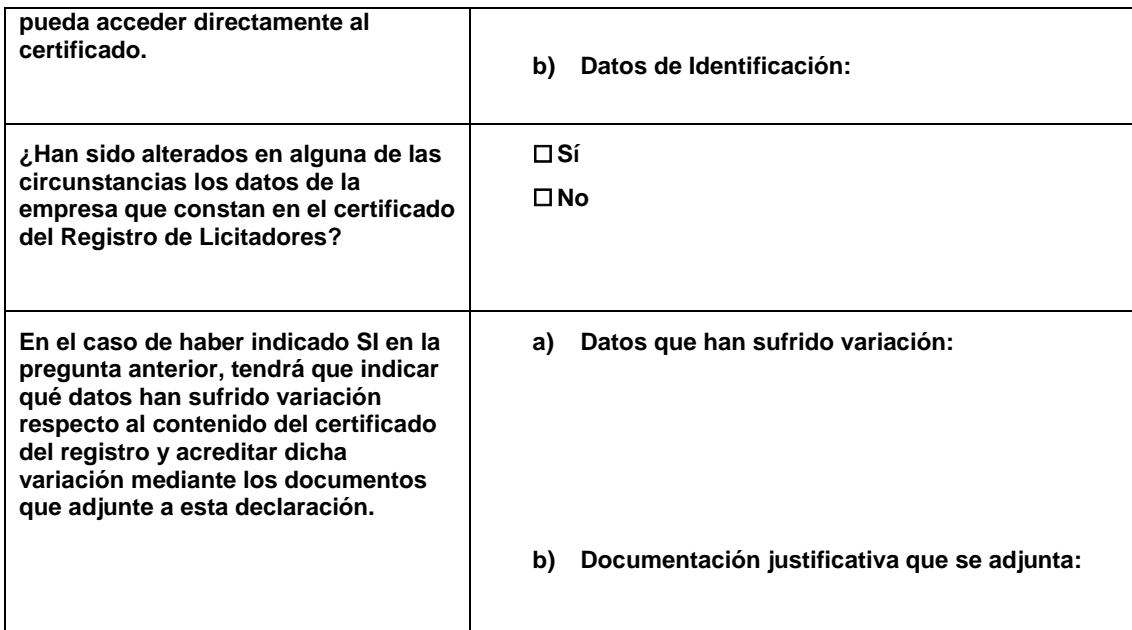 pueda acceder directamente al
certificado.
b) Datos de Identificación:
¿Han sido alterados en alguna de las
circunstancias los datos de la
empresa que constan en el certificado
del Registro de Licitadores?
☐ Sí
☐ No
En el caso de haber indicado SI en la
pregunta anterior, tendrá que indicar
qué datos han sufrido variación
respecto al contenido del certificado
del registro y acreditar dicha
variación mediante los documentos
que adjunte a esta declaración.
a) Datos que han sufrido variación:
b) Documentación justificativa que se adjunta: